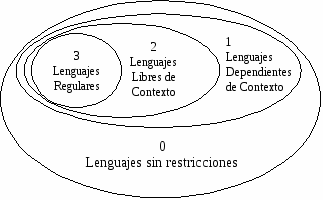 3
Lenguajes
Regulares
2
Lenguajes
Libres de
Contexto
1
Lenguajes
Dependientes
de Contexto
0
Lenguajes sin restricciones